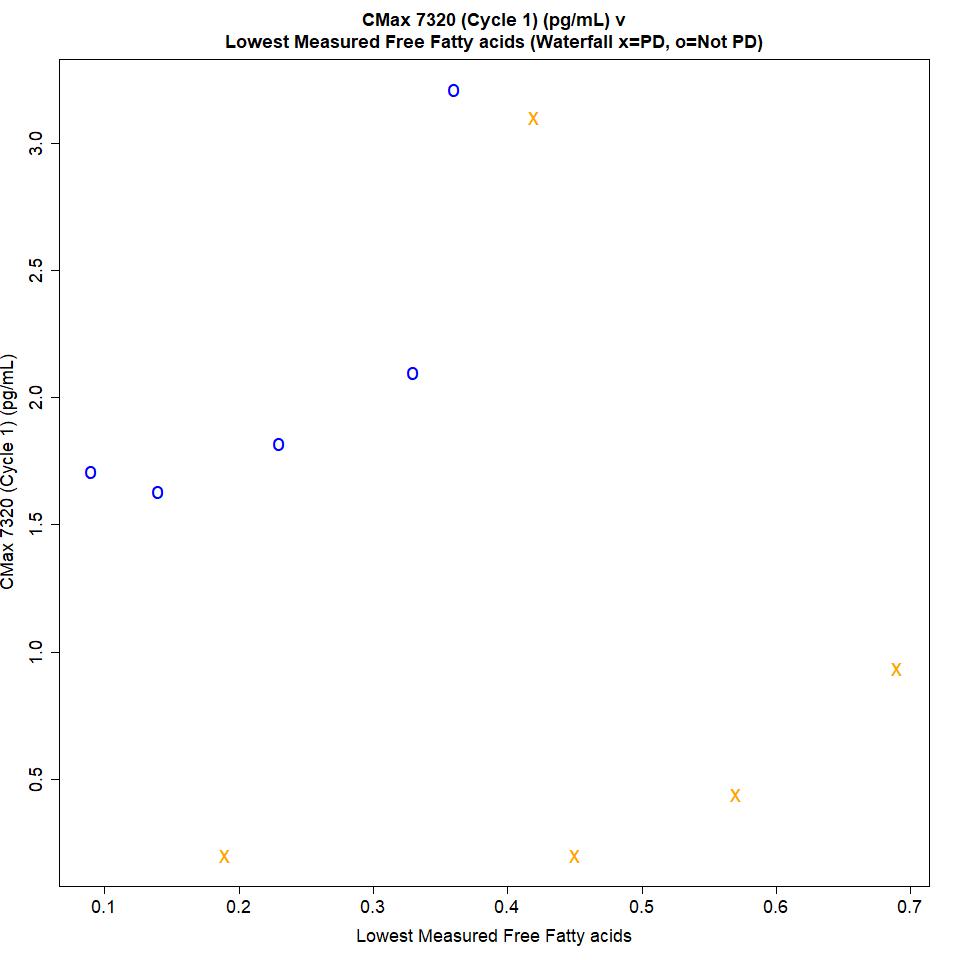 CMax 7320 (Cycle 1) (pg/mL) v
Lowest Measured Free Fatty acids (Waterfall x=PD, o=Not PD)
CMax 7320 (Cycle 1) (pg/mL)
3.0
2.5
2.0
1.5
1.0
0.5
O
X
O
O
O
O
X
X
X
X
0.1 0.2 0.3 0.4 0.5 0.6 0.7
Lowest Measured Free Fatty acids